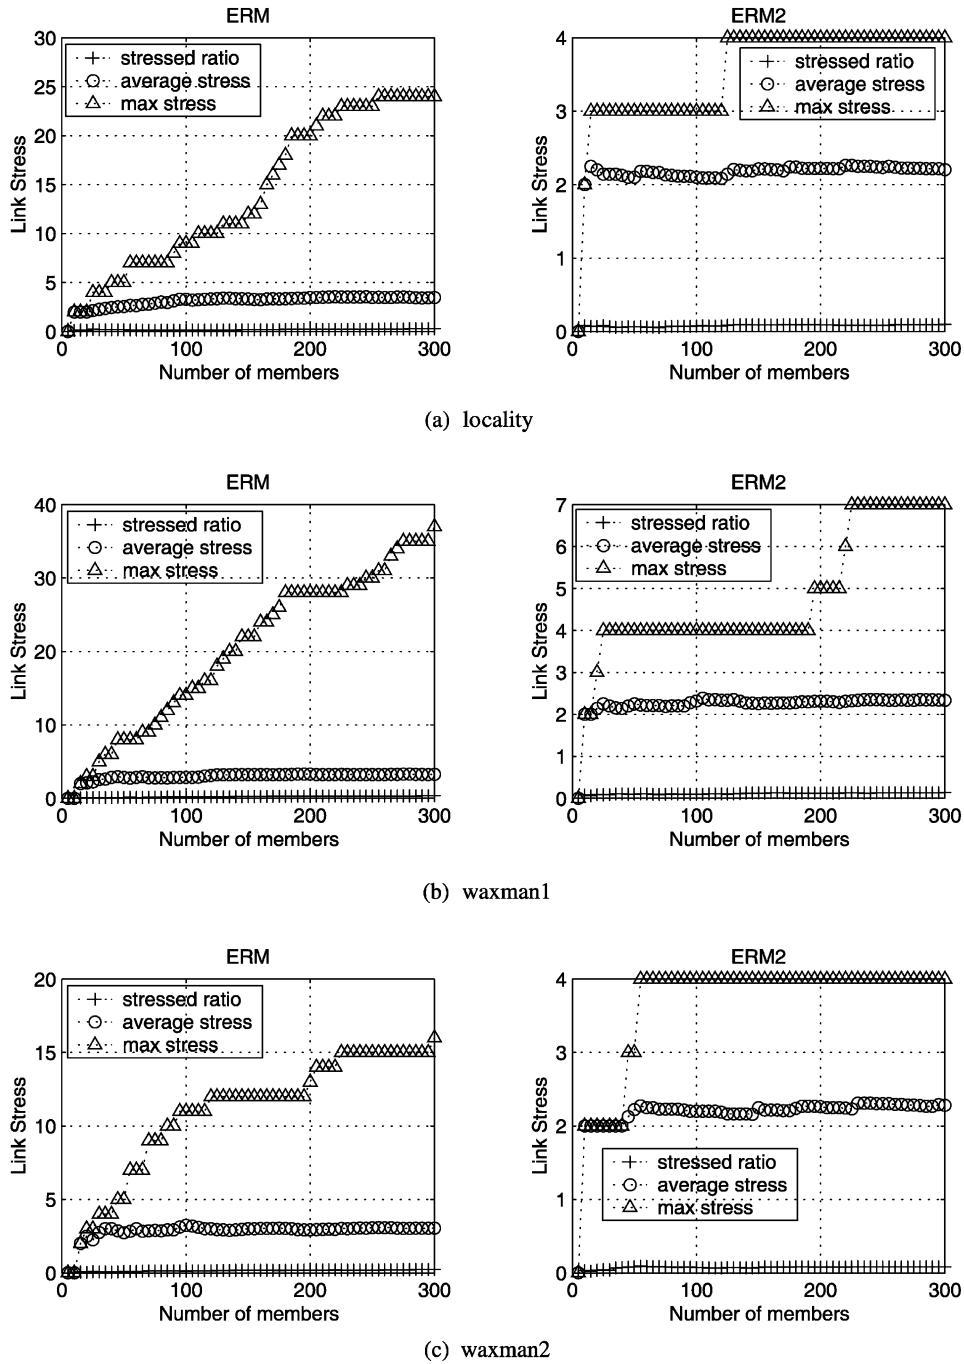 ERM
30
25
20
15
10
5
0
Link Stress
stressed ratio
average stress
max stress
0 100 200 300
Number of members
ERM2
4
3
2
1
0
Link Stress
stressed ratio
average stress
max stress
0 100 200 300
Number of members
(a) locality
ERM
40
30
20
10
0
Link Stress
stressed ratio
average stress
max stress
0 100 200 300
Number of members
ERM2
7
6
5
4
3
2
1
0
Link Stress
stressed ratio
average stress
max stress
0 100 200 300
Number of members
(b) waxman1
ERM
20
15
10
5
0
Link Stress
stressed ratio
average stress
max stress
0 100 200 300
Number of members
ERM2
4
3
2
1
0
Link Stress
stressed ratio
average stress
max stress
0 100 200 300
Number of members
(c) waxman2